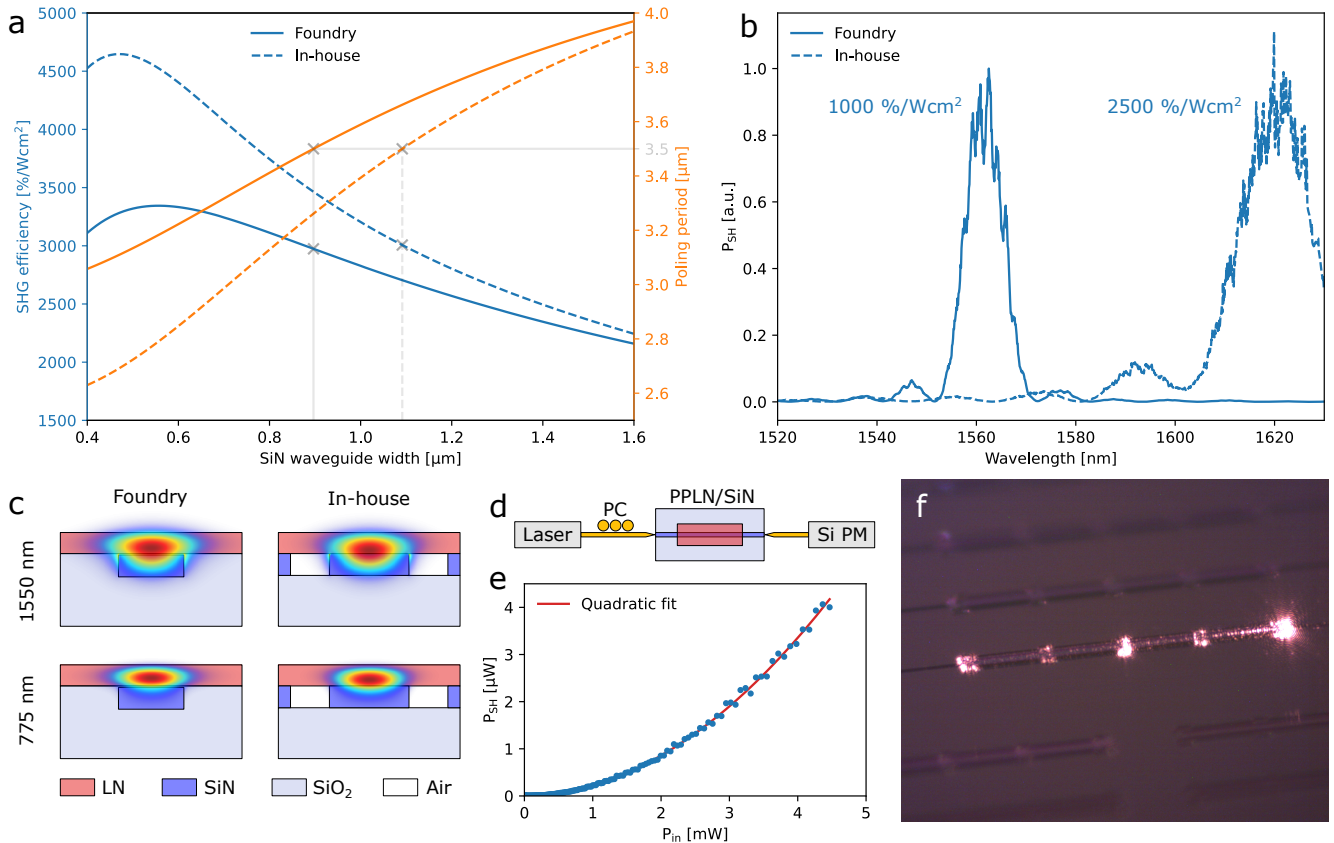 a
Foundry
In-house
SHG efficiency [%/Wcm²]
5000
4500
4000
3500
3000
2500
2000
1500
Poling period [μm]
4.0
3.8
3.6
3.5
3.4
3.2
3.0
2.8
2.6
0.4 0.6 0.8 1.0 1.2 1.4 1.6
SiN waveguide width [μm]
b
Foundry
In-house
1000 %/Wcm²
2500 %/Wcm²
P_SH [a.u.]
1.0
0.8
0.6
0.4
0.2
0.0
1520 1540 1560 1580 1600 1620
Wavelength [nm]
c
Foundry In-house
1550 nm
775 nm
LN SiN SiO₂ Air
d
PC PPLN/SiN
Laser Si PM
e
Quadratic fit
P_SH [μW]
4
3
2
1
0
0 1 2 3 4 5
P_in [mW]
f